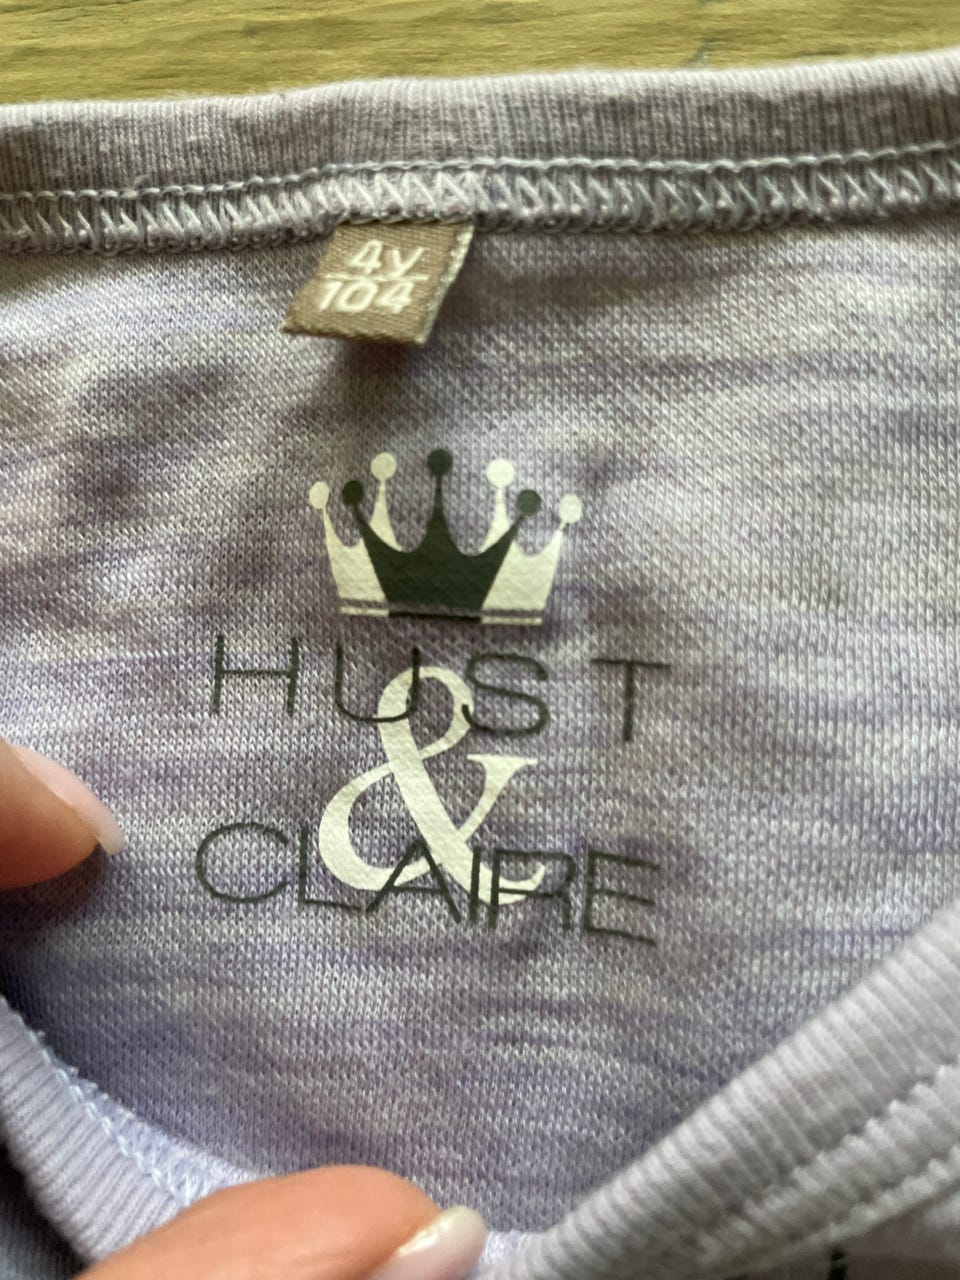 4y
104
HUST
&
CLAIRE